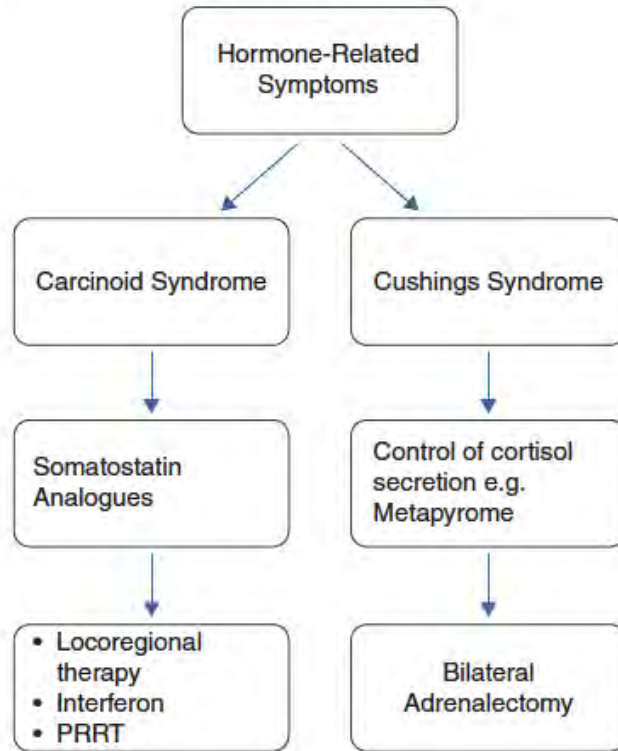 Hormone-Related
Symptoms
Carcinoid Syndrome
Cushings Syndrome
Somatostatin
Analogues
Control of cortisol
secretion e.g.
Metapyrome
• Locoregional
therapy
• Interferon
• PRRT
Bilateral
Adrenalectomy